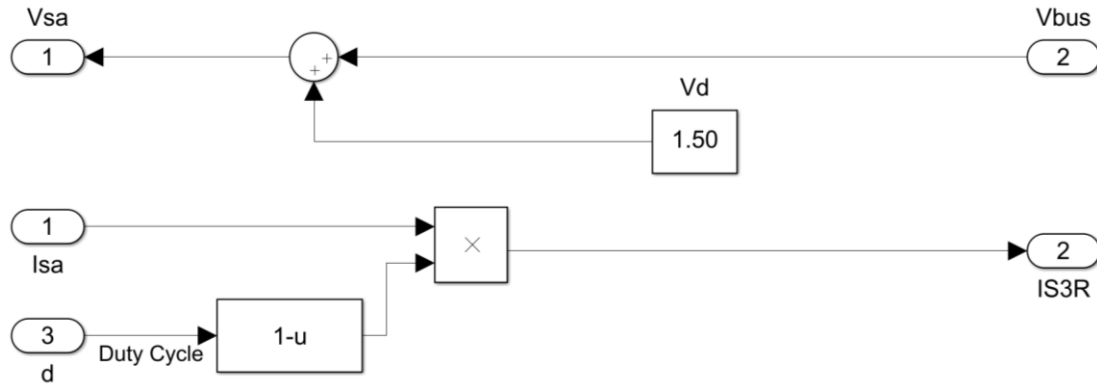 Vsa
Vbus
1
+
+
2
Vd
1.50
1
Isa
×
2
IS3R
3
d
Duty Cycle
1-u